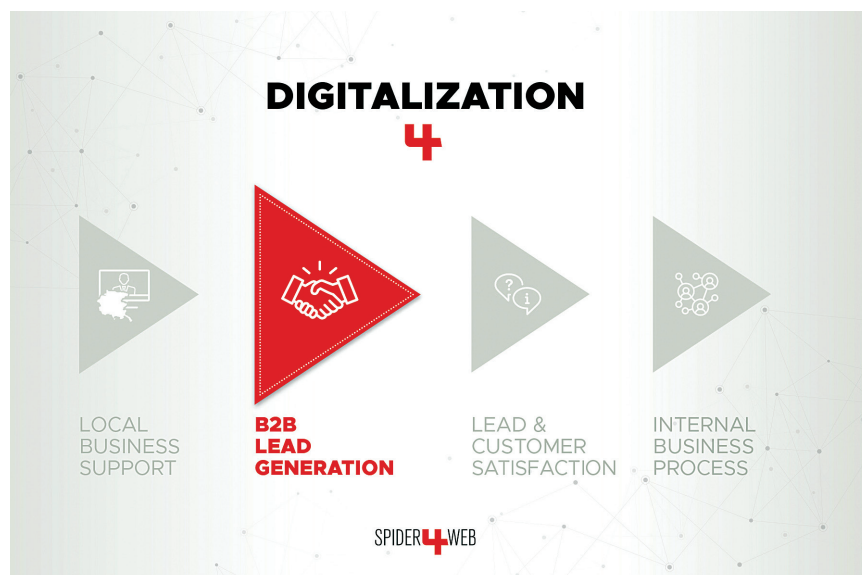 DIGITALIZATION
4
LOCAL
BUSINESS
SUPPORT
B2B
LEAD
GENERATION
LEAD &
CUSTOMER
SATISFACTION
INTERNAL
BUSINESS
PROCESS
SPIDER4WEB